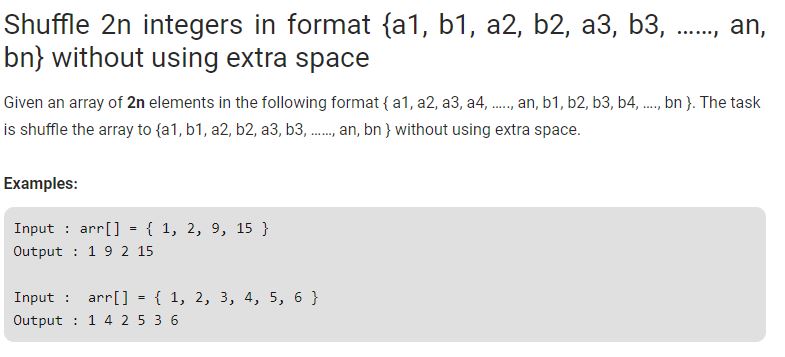 Shuffle 2n integers in format {a1, b1, a2, b2, a3, b3, ……, an,
bn} without using extra space
Given an array of 2n elements in the following format { a1, a2, a3, a4, ….., an, b1, b2, b3, b4, …., bn }. The task
is shuffle the array to {a1, b1, a2, b2, a3, b3, ……, an, bn } without using extra space.
Examples:
Input : arr[] = { 1, 2, 9, 15 }
Output : 1 9 2 15
Input :  arr[] = { 1, 2, 3, 4, 5, 6 }
Output : 1 4 2 5 3 6